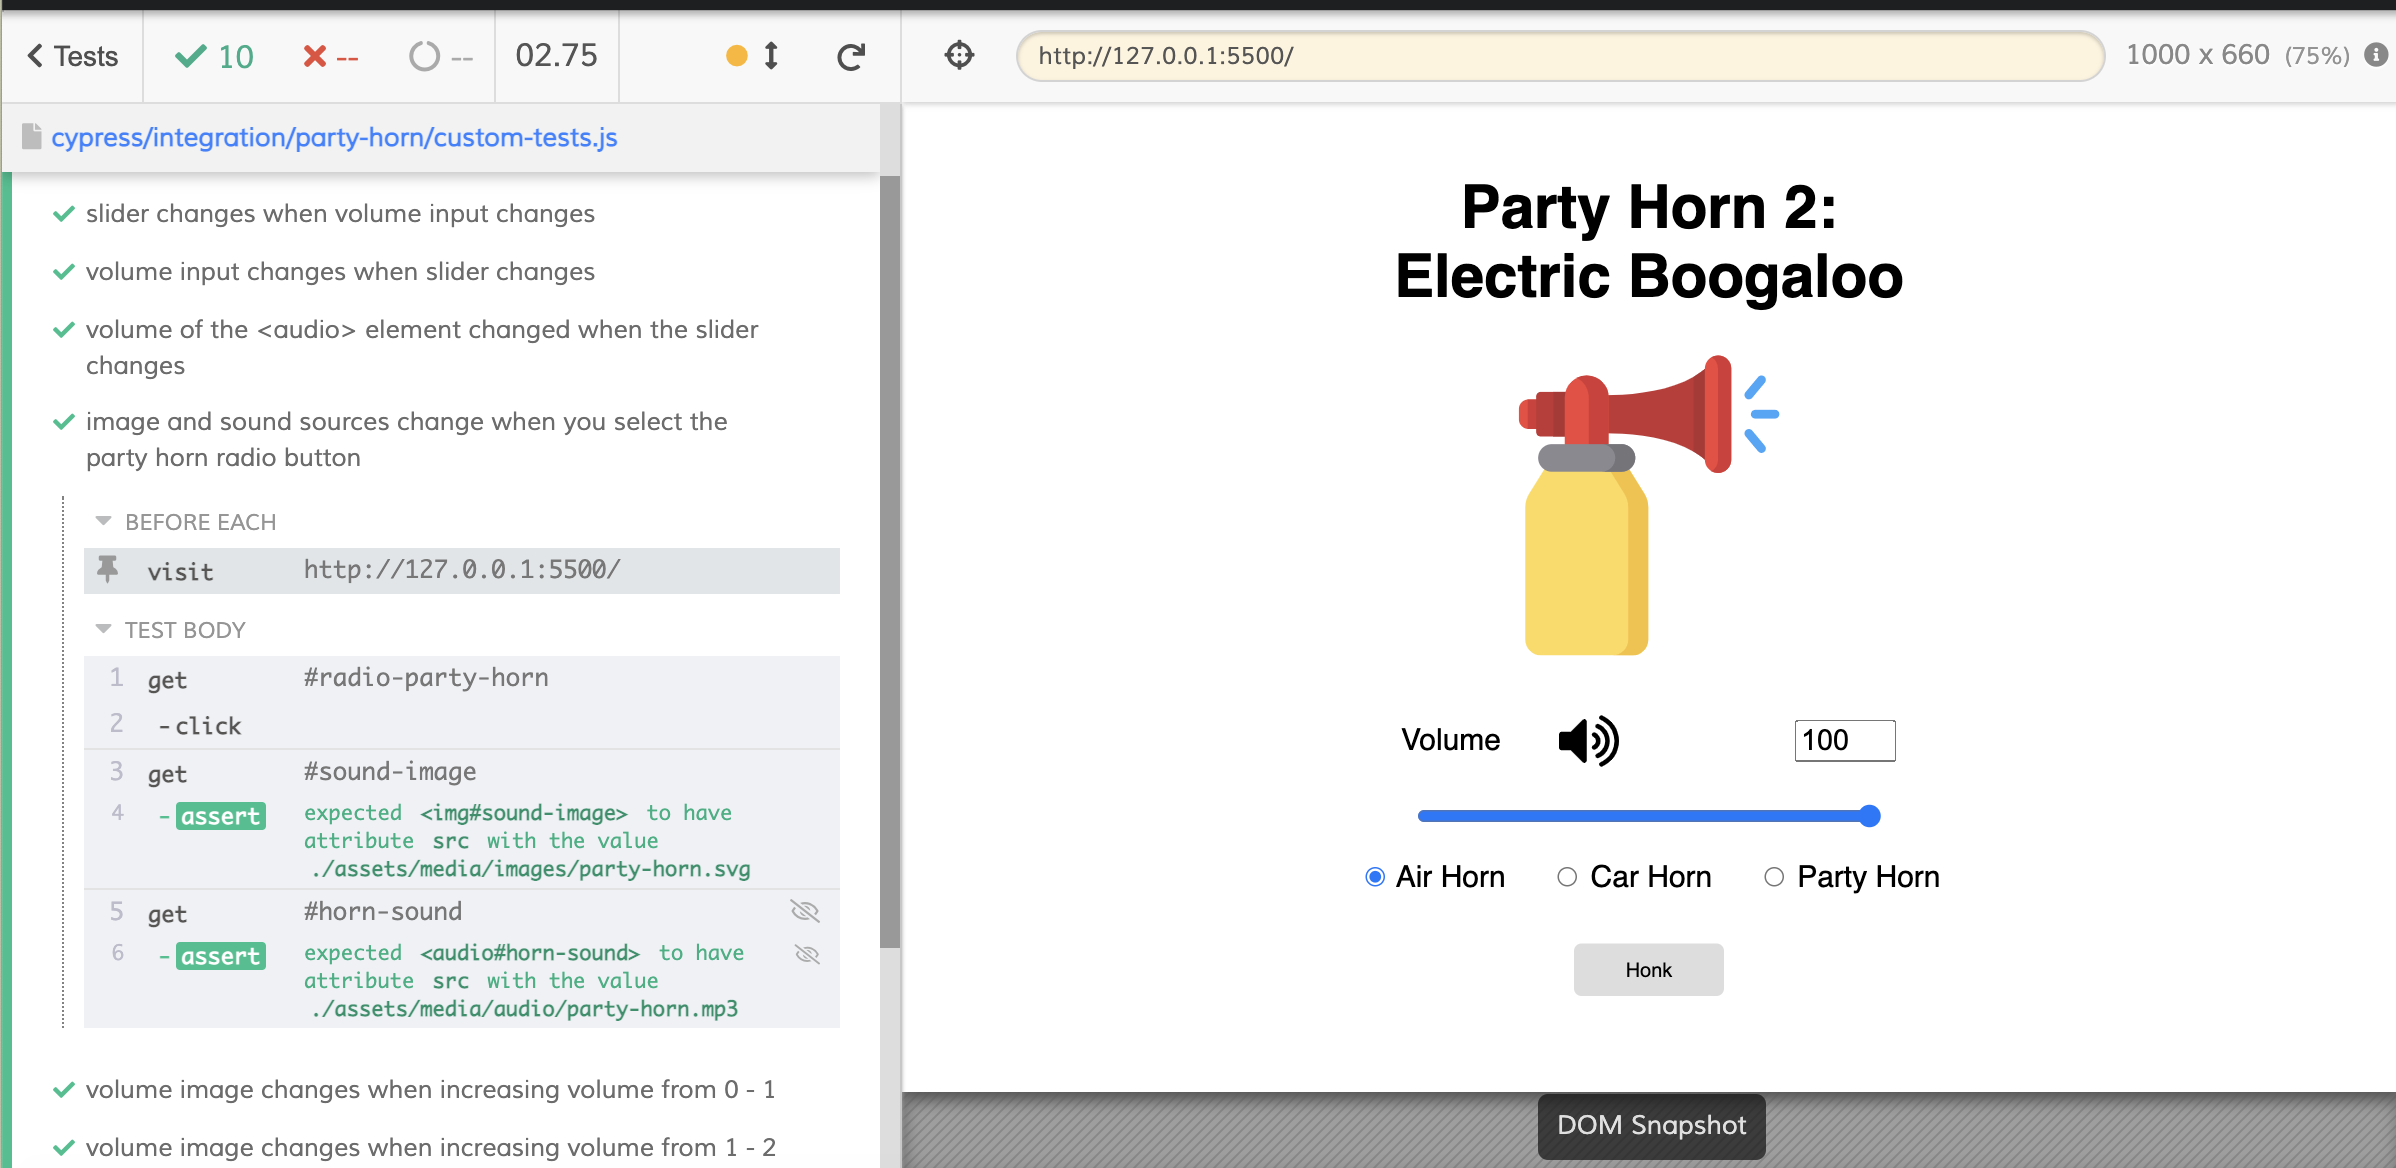 Tests 10 -- -- 02.75
http://127.0.0.1:5500/ 1000 x 660 (75%)
cypress/integration/party-horn/custom-tests.js
slider changes when volume input changes
volume input changes when slider changes
volume of the <audio> element changed when the slider
changes
image and sound sources change when you select the
party horn radio button
BEFORE EACH
visit http://127.0.0.1:5500/
TEST BODY
1 get #radio-party-horn
2 -click
3 get #sound-image
4 -assert expected <img#sound-image> to have
attribute src with the value
./assets/media/images/party-horn.svg
5 get #horn-sound
6 -assert expected <audio#horn-sound> to have
attribute src with the value
./assets/media/audio/party-horn.mp3
volume image changes when increasing volume from 0 - 1
volume image changes when increasing volume from 1 - 2
Party Horn 2:
Electric Boogaloo
Volume 100
Air Horn Car Horn Party Horn
Honk
DOM Snapshot